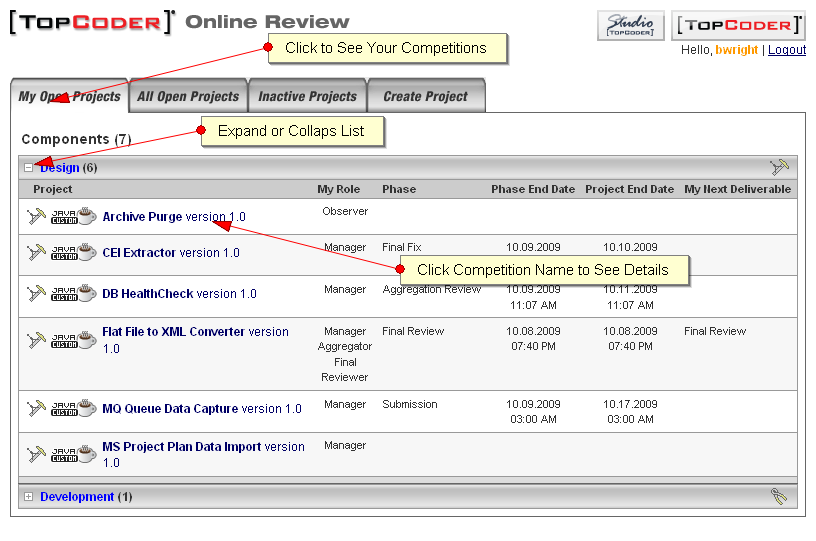 [TOPCODER]® Online Review
Studio
[TOPCODER]
[TOPCODER]®
Click to See Your Competitions
Hello, bwright | Logout
My Open Projects
All Open Projects
Inactive Projects
Create Project
Expand or Collaps List
Components (7)
Design (6)
Project My Role Phase Phase End Date Project End Date My Next Deliverable
JAVA CUSTOM Archive Purge version 1.0 Observer
JAVA CUSTOM CEI Extractor version 1.0 Manager Final Fix 10.09.2009 10.10.2009
Click Competition Name to See Details
JAVA CUSTOM DB HealthCheck version 1.0 Manager Aggregation Review 10.09.2009 10.11.2009
11:07 AM 11:07 AM
JAVA CUSTOM Flat File to XML Converter version Manager Final Review 10.08.2009 10.08.2009 Final Review
1.0 Aggregator 07:40 PM 07:40 PM
Final
Reviewer
JAVA CUSTOM MQ Queue Data Capture version 1.0 Manager Submission 10.09.2009 10.17.2009
03:00 AM 03:00 AM
JAVA CUSTOM MS Project Plan Data Import version Manager
1.0
Development (1)